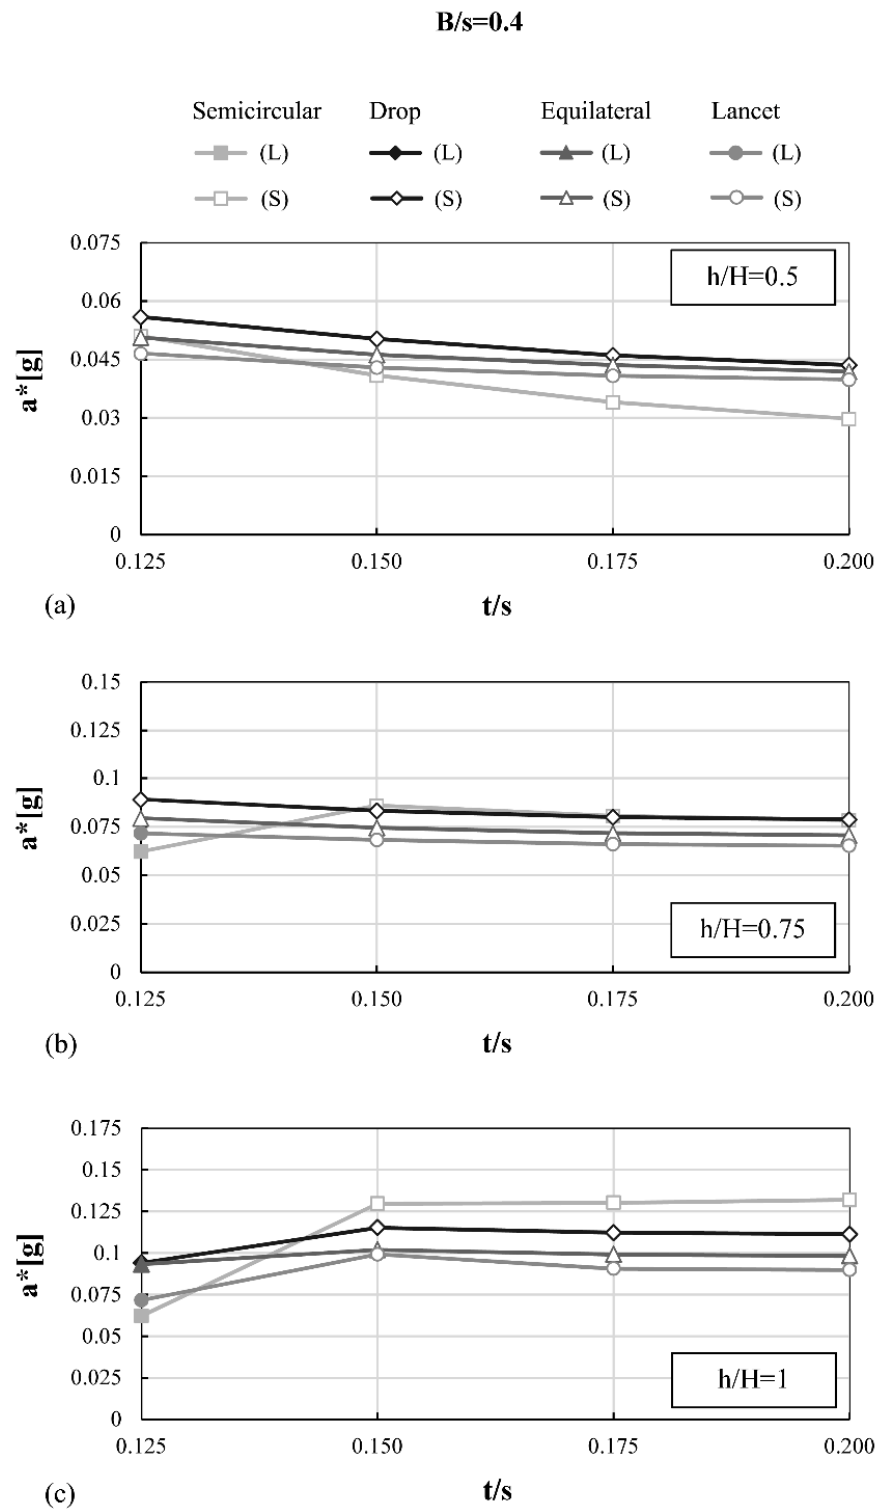 B/s=0.4
Semicircular Drop Equilateral Lancet
(L) (L) (L) (L)
(S) (S) (S) (S)
0.075
0.06
0.045
0.03
0.015
0
a*[g]
h/H=0.5
0.125 0.150 0.175 0.200
(a) t/s
0.15
0.125
0.1
0.075
0.05
0.025
0
a*[g]
h/H=0.75
0.125 0.150 0.175 0.200
(b) t/s
0.175
0.15
0.125
0.1
0.075
0.05
0.025
0
a*[g]
h/H=1
0.125 0.150 0.175 0.200
(c) t/s